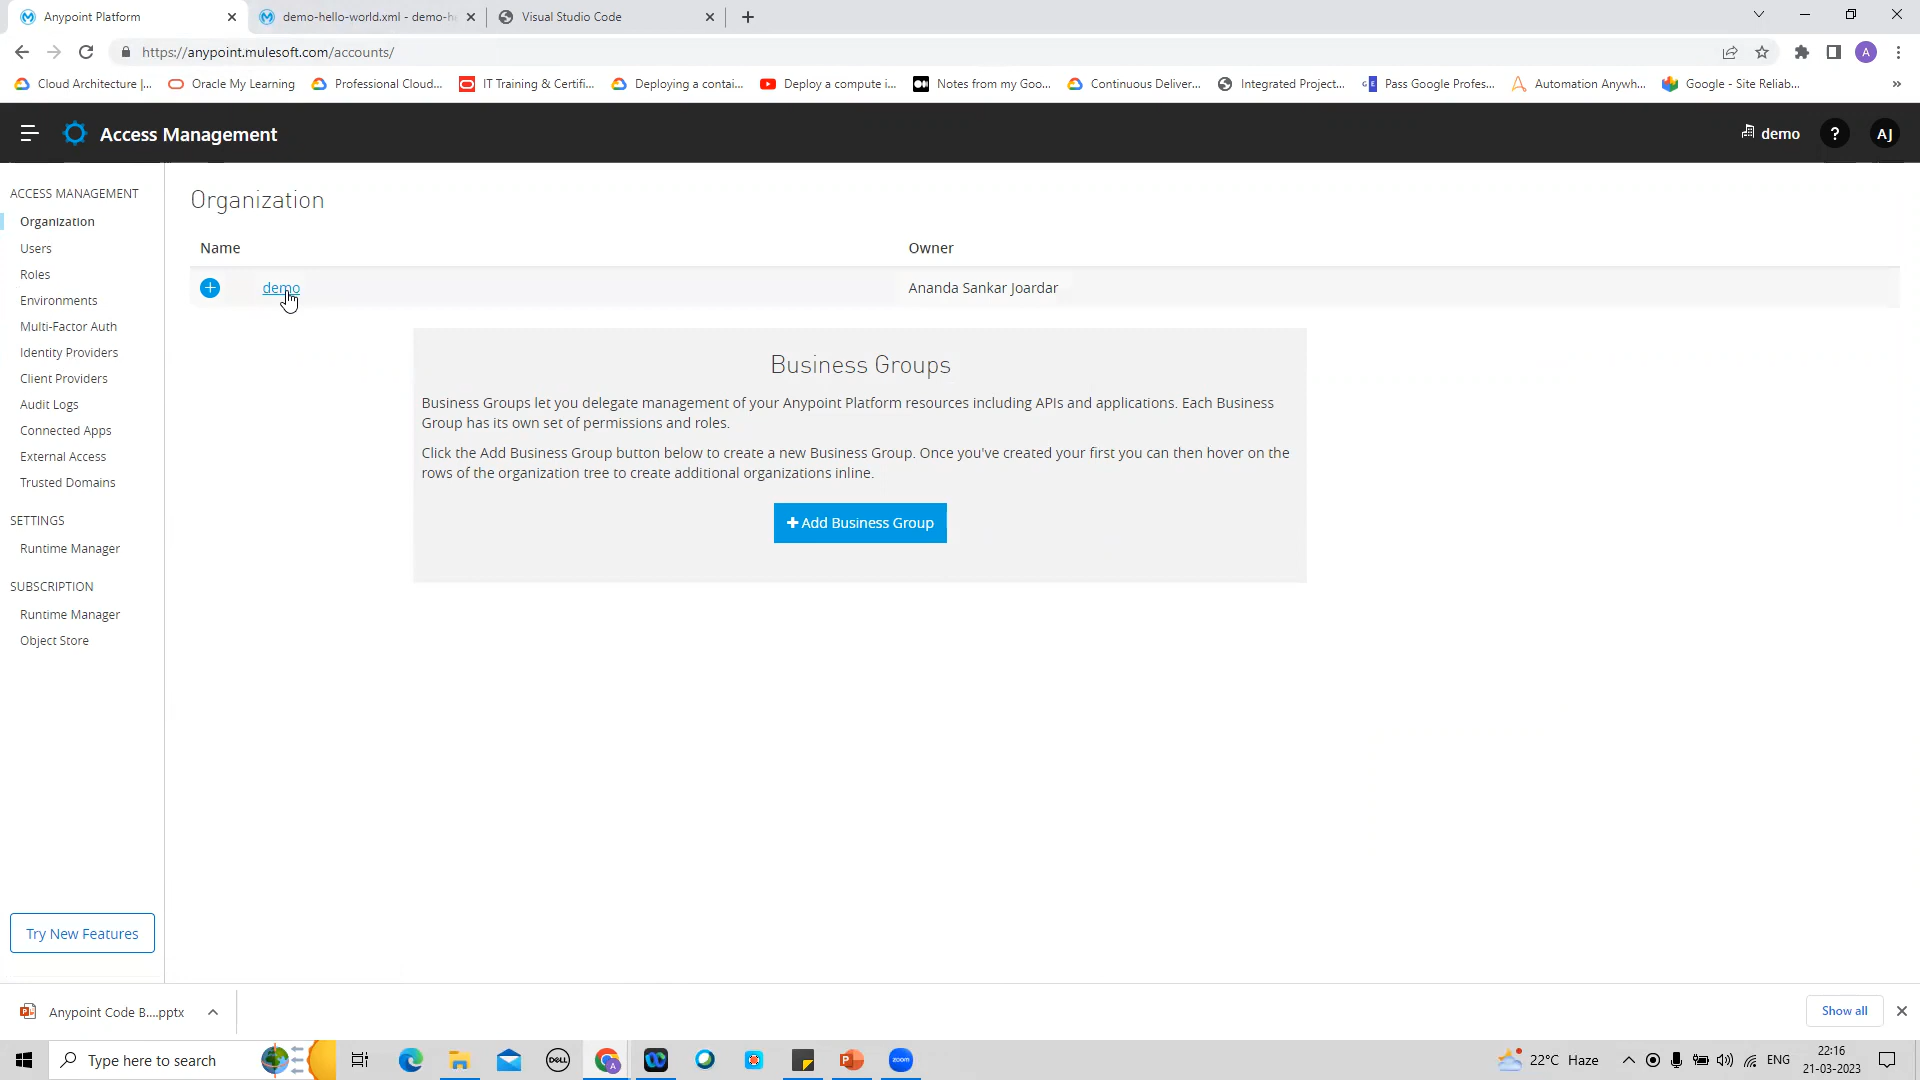 Anypoint Platform
demo-hello-world.xml - demo-he
Visual Studio Code
https://anypoint.mulesoft.com/accounts/
A
Cloud Architecture |...
Oracle My Learning
Professional Cloud...
IT Training & Certifi...
Deploying a contai...
Deploy a compute i...
Notes from my Goo...
Continuous Deliver...
Integrated Project...
Pass Google Profes...
Automation Anywh...
Google - Site Reliab...
»
Access Management
demo
?
AJ
ACCESS MANAGEMENT
Organization
Users
Roles
Environments
Multi-Factor Auth
Identity Providers
Client Providers
Audit Logs
Connected Apps
External Access
Trusted Domains
SETTINGS
Runtime Manager
SUBSCRIPTION
Runtime Manager
Object Store
Try New Features
Organization
Name
Owner
demo
Ananda Sankar Joardar
Business Groups
Business Groups let you delegate management of your Anypoint Platform resources including APIs and applications. Each Business
Group has its own set of permissions and roles.
Click the Add Business Group button below to create a new Business Group. Once you've created your first you can then hover on the
rows of the organization tree to create additional organizations inline.
+ Add Business Group
Anypoint Code B....pptx
Show all
Type here to search
DELL
zoom
22°C Haze
ENG
22:16
21-03-2023